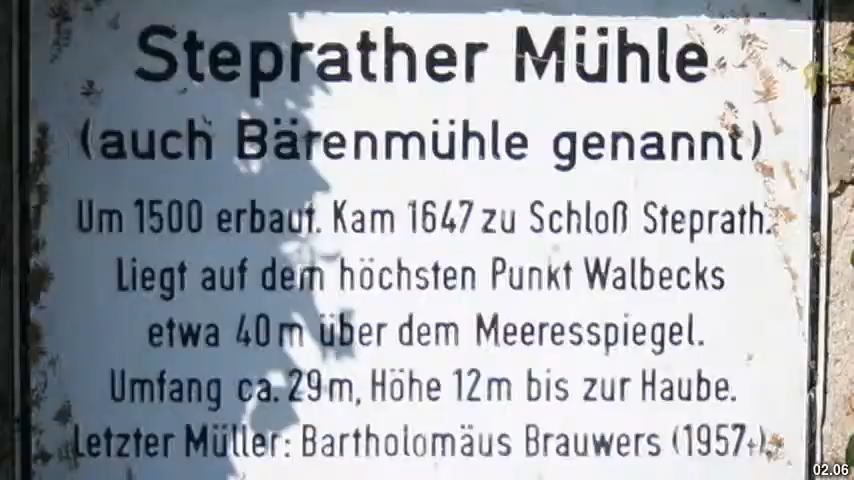 Steprather Mühle
(auch Bärenmühle genannt)
Um 1500 erbaut. Kam 1647 zu Schloß Steprath.
Liegt auf dem höchsten Punkt Walbecks
etwa 40 m über dem Meeresspiegel.
Umfang ca. 29 m, Höhe 12 m bis zur Haube.
Letzter Müller: Bartholomäus Brauwers (1957+).
02.06